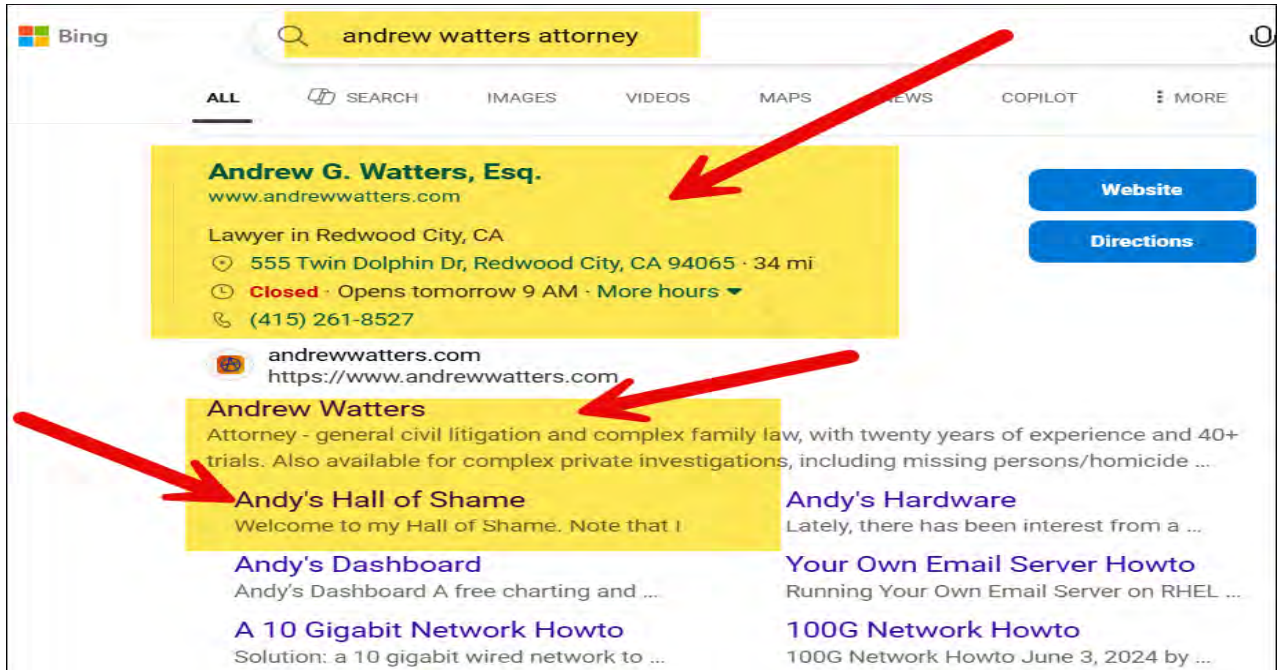 Bing
andrew watters attorney
ALL SEARCH IMAGES VIDEOS MAPS NEWS COPILOT MORE
Andrew G. Watters, Esq.
www.andrewwatters.com
Website
Lawyer in Redwood City, CA
Directions
555 Twin Dolphin Dr, Redwood City, CA 94065 · 34 mi
Closed · Opens tomorrow 9 AM · More hours
(415) 261-8527
andrewwatters.com
https://www.andrewwatters.com
Andrew Watters
Attorney - general civil litigation and complex family law, with twenty years of experience and 40+
trials. Also available for complex private investigations, including missing persons/homicide ...
Andy's Hall of Shame
Welcome to my Hall of Shame. Note that I
Andy's Hardware
Lately, there has been interest from a ...
Andy's Dashboard
Andy's Dashboard A free charting and ...
Your Own Email Server Howto
Running Your Own Email Server on RHEL ...
A 10 Gigabit Network Howto
Solution: a 10 gigabit wired network to ...
100G Network Howto
100G Network Howto June 3, 2024 by ...